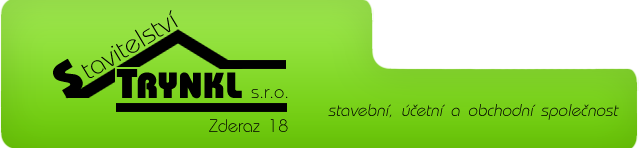 Stavitelství
TRYNKL s.r.o.
Zderaz 18
stavební, účetní a obchodní společnost